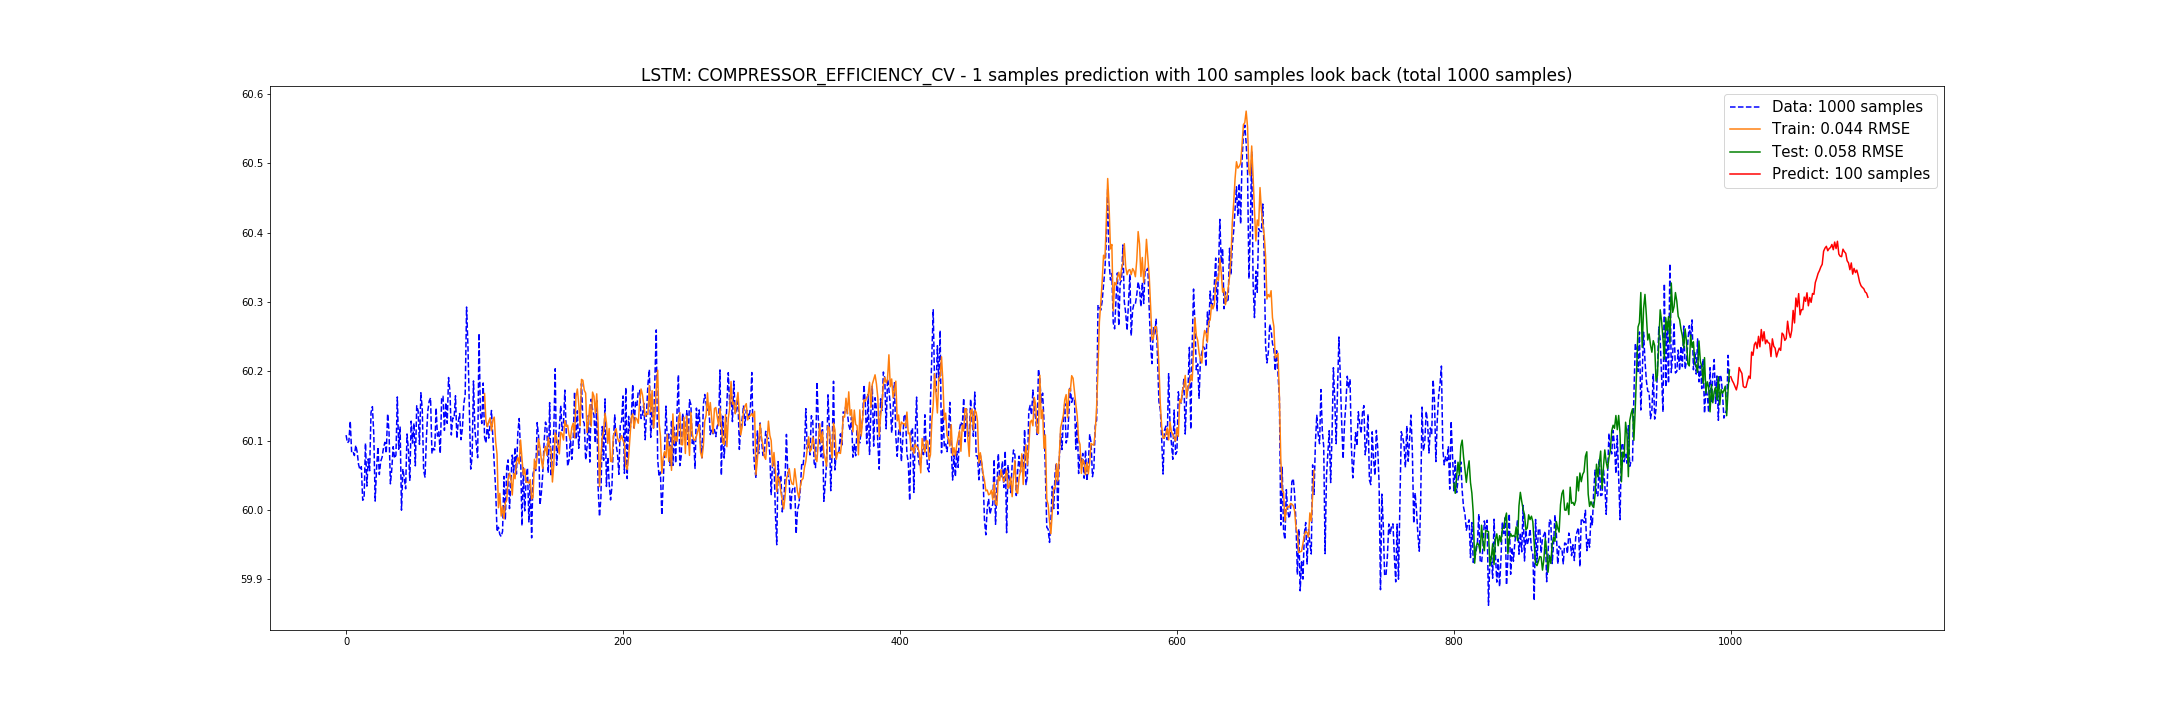 LSTM: COMPRESSOR_EFFICIENCY_CV - 1 samples prediction with 100 samples look back (total 1000 samples)
Data: 1000 samples
Train: 0.044 RMSE
Test: 0.058 RMSE
Predict: 100 samples
60.6
60.5
60.4
60.3
60.2
60.1
60.0
59.9
0 200 400 600 800 1000